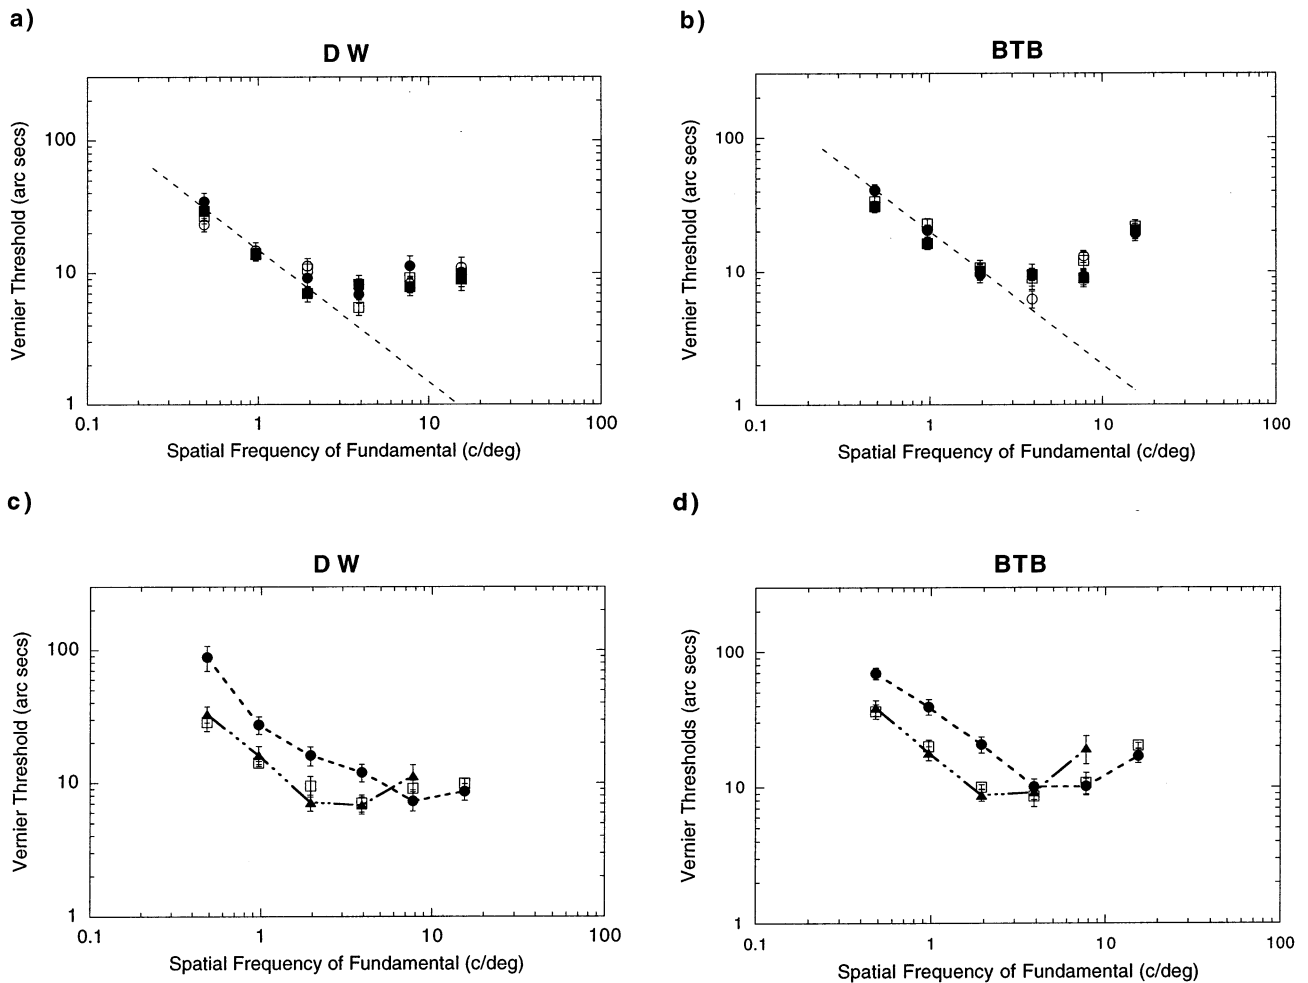 a)
D W
Vernier Threshold (arc secs)
100
10
1
0.1
1
10
100
Spatial Frequency of Fundamental (c/deg)
b)
BTB
Vernier Threshold (arc secs)
100
10
1
0.1
1
10
100
Spatial Frequency of Fundamental (c/deg)
c)
D W
Vernier Threshold (arc secs)
100
10
1
0.1
1
10
100
Spatial Frequency of Fundamental (c/deg)
d)
BTB
Vernier Thresholds (arc secs)
100
10
1
0.1
1
10
100
Spatial Frequency of Fundamental (c/deg)